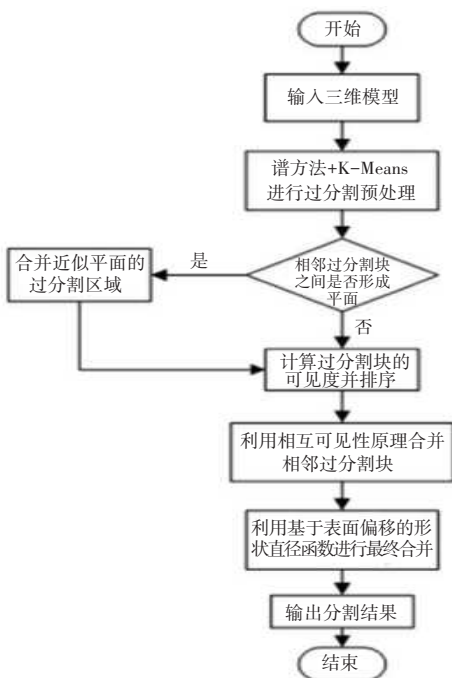 开始
输入三维模型
谱方法+K-Means
进行过分割预处理
相邻过分割块
之间是否形成
平面
是
合并近似平面的
过分割区域
否
计算过分割块的
可见度并排序
利用相互可见性原理合并
相邻过分割块
利用基于表面偏移的形
状直径函数进行最终合并
输出分割结果
结束